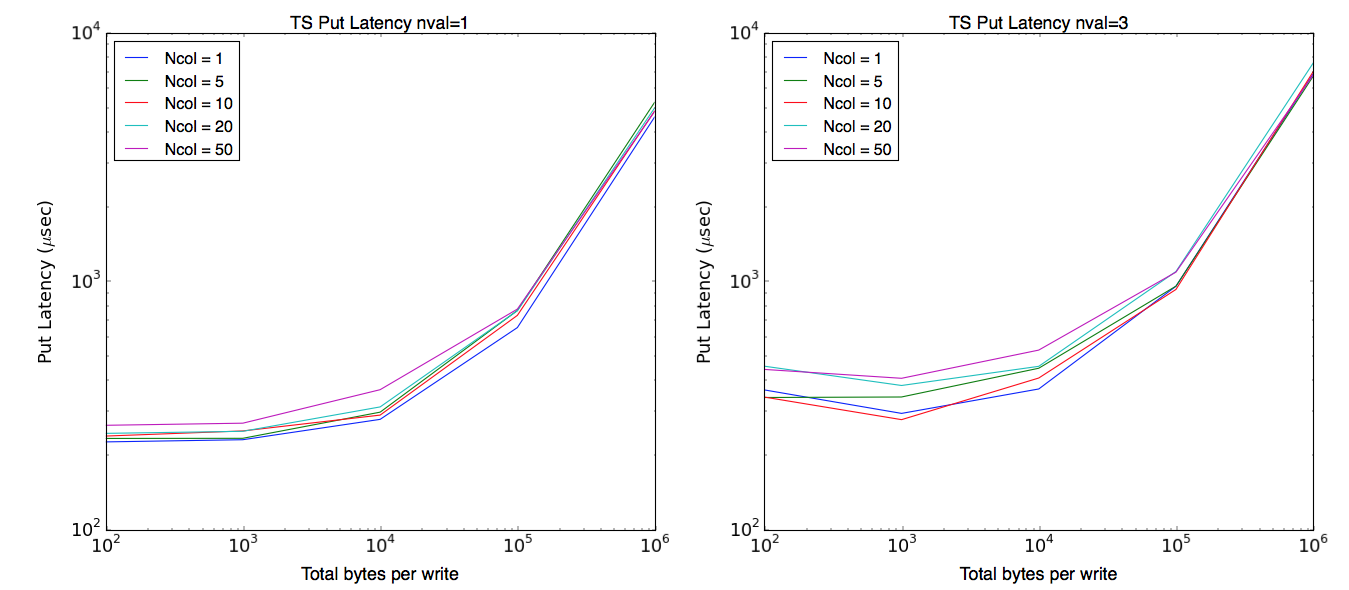 TS Put Latency nval=1
10^4
Ncol = 1
Ncol = 5
Ncol = 10
Ncol = 20
Ncol = 50
Put Latency (μsec)
10^3
10^2
10^2 10^3 10^4 10^5 10^6
Total bytes per write
TS Put Latency nval=3
10^4
Ncol = 1
Ncol = 5
Ncol = 10
Ncol = 20
Ncol = 50
Put Latency (μsec)
10^3
10^2
10^2 10^3 10^4 10^5 10^6
Total bytes per write